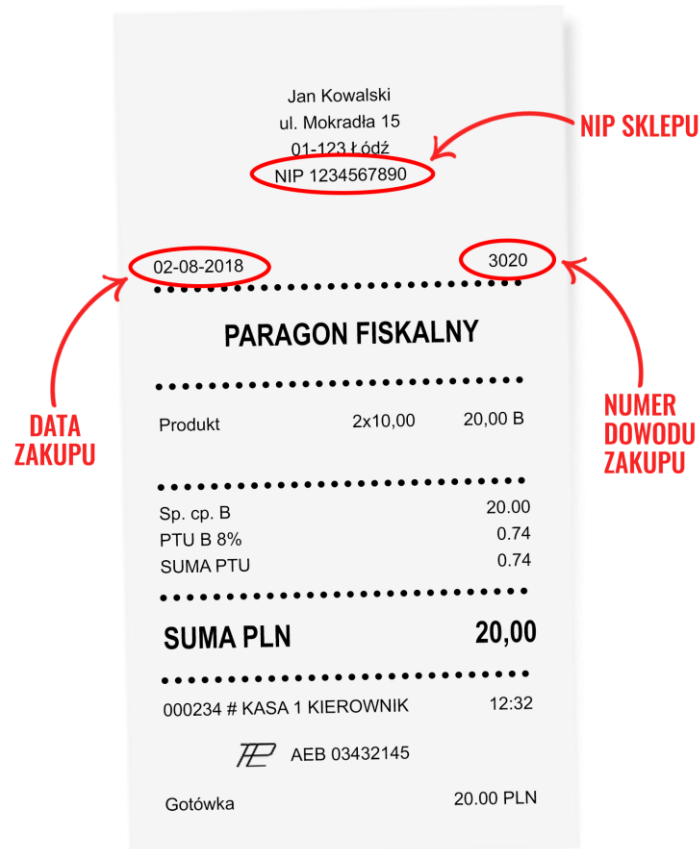 Jan Kowalski
ul. Mokradła 15
01-123 Łódź
NIP 1234567890
NIP SKLEPU
02-08-2018 3020
PARAGON FISKALNY
DATA
ZAKUPU
NUMER
DOWODU
ZAKUPU
Produkt 2x10,00 20,00 B
Sp. cp. B 20.00
PTU B 8% 0.74
SUMA PTU 0.74
SUMA PLN 20,00
000234 # KASA 1 KIEROWNIK 12:32
AEB 03432145
Gotówka 20.00 PLN